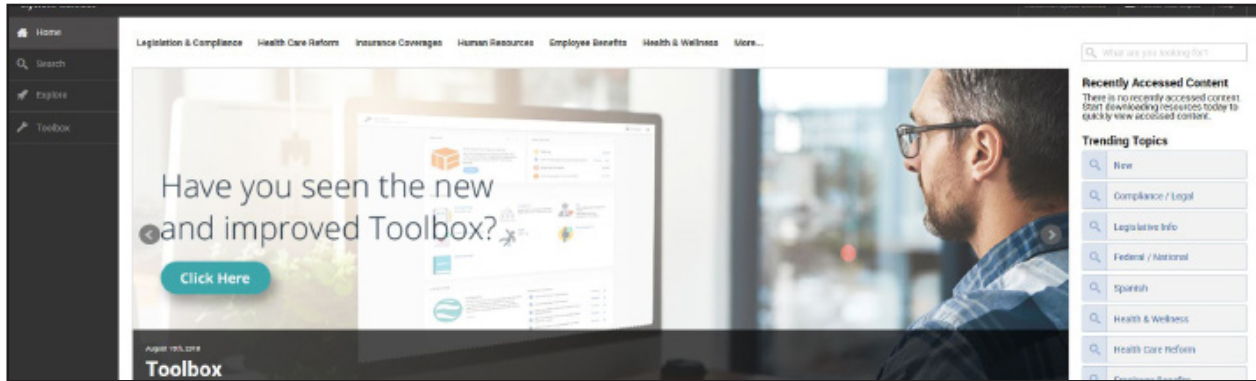 Home
Search
Explore
Toolbox
Legislation & Compliance Health Care Reform Insurance Coverages Human Resources Employee Benefits Health & Wellness More...
Have you seen the new
and improved Toolbox?
Click Here
Toolbox
What are you looking for?
Recently Accessed Content
There is no recently accessed content.
Start downloading resources today to
quickly view accessed content.
Trending Topics
New
Compliance / Legal
Legislative Info
Federal / National
Spanish
Health & Wellness
Health Care Reform
Employee Benefits